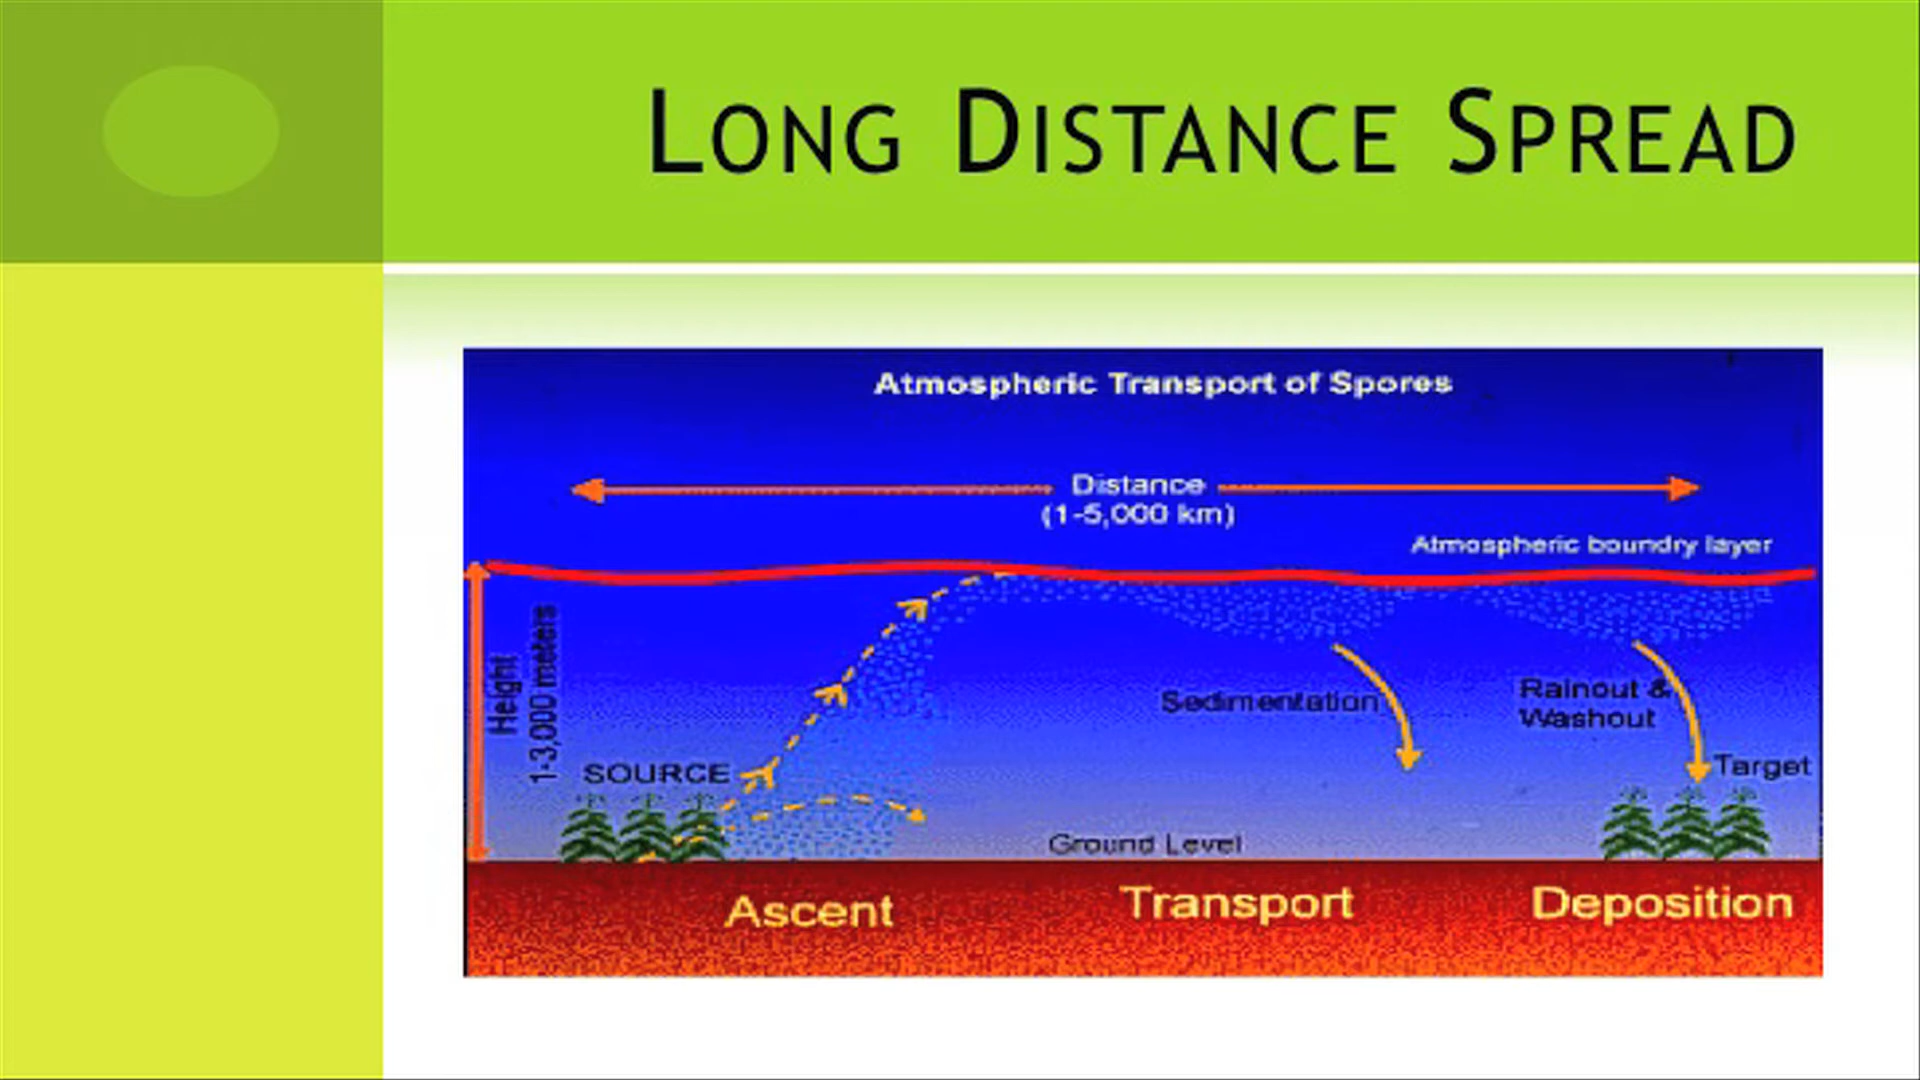 LONG DISTANCE SPREAD
Atmospheric Transport of Spores
Distance
(1-5,000 km)
Atmospheric boundry layer
Height
1-3,000 meters
Sedimentation
Rainout &
Washout
SOURCE
Target
Ground Level
Ascent
Transport
Deposition